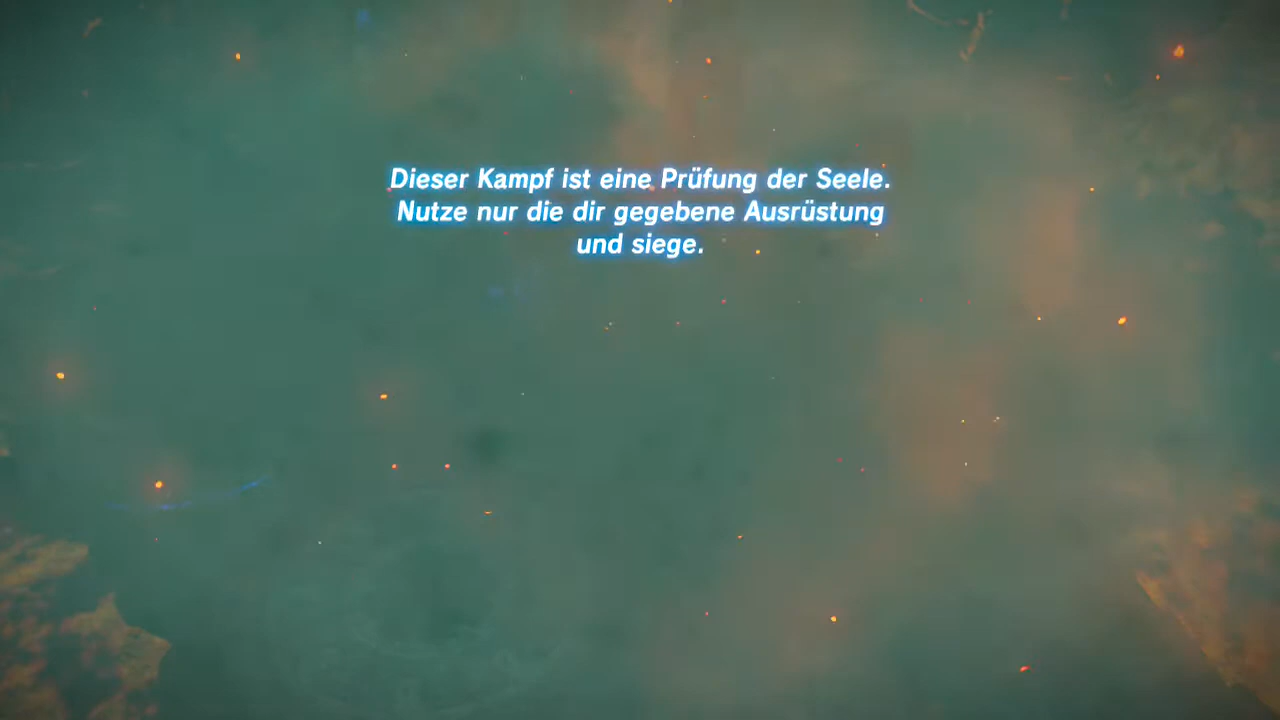 Dieser Kampf ist eine Prüfung der Seele.
Nutze nur die dir gegebene Ausrüstung
und siege.